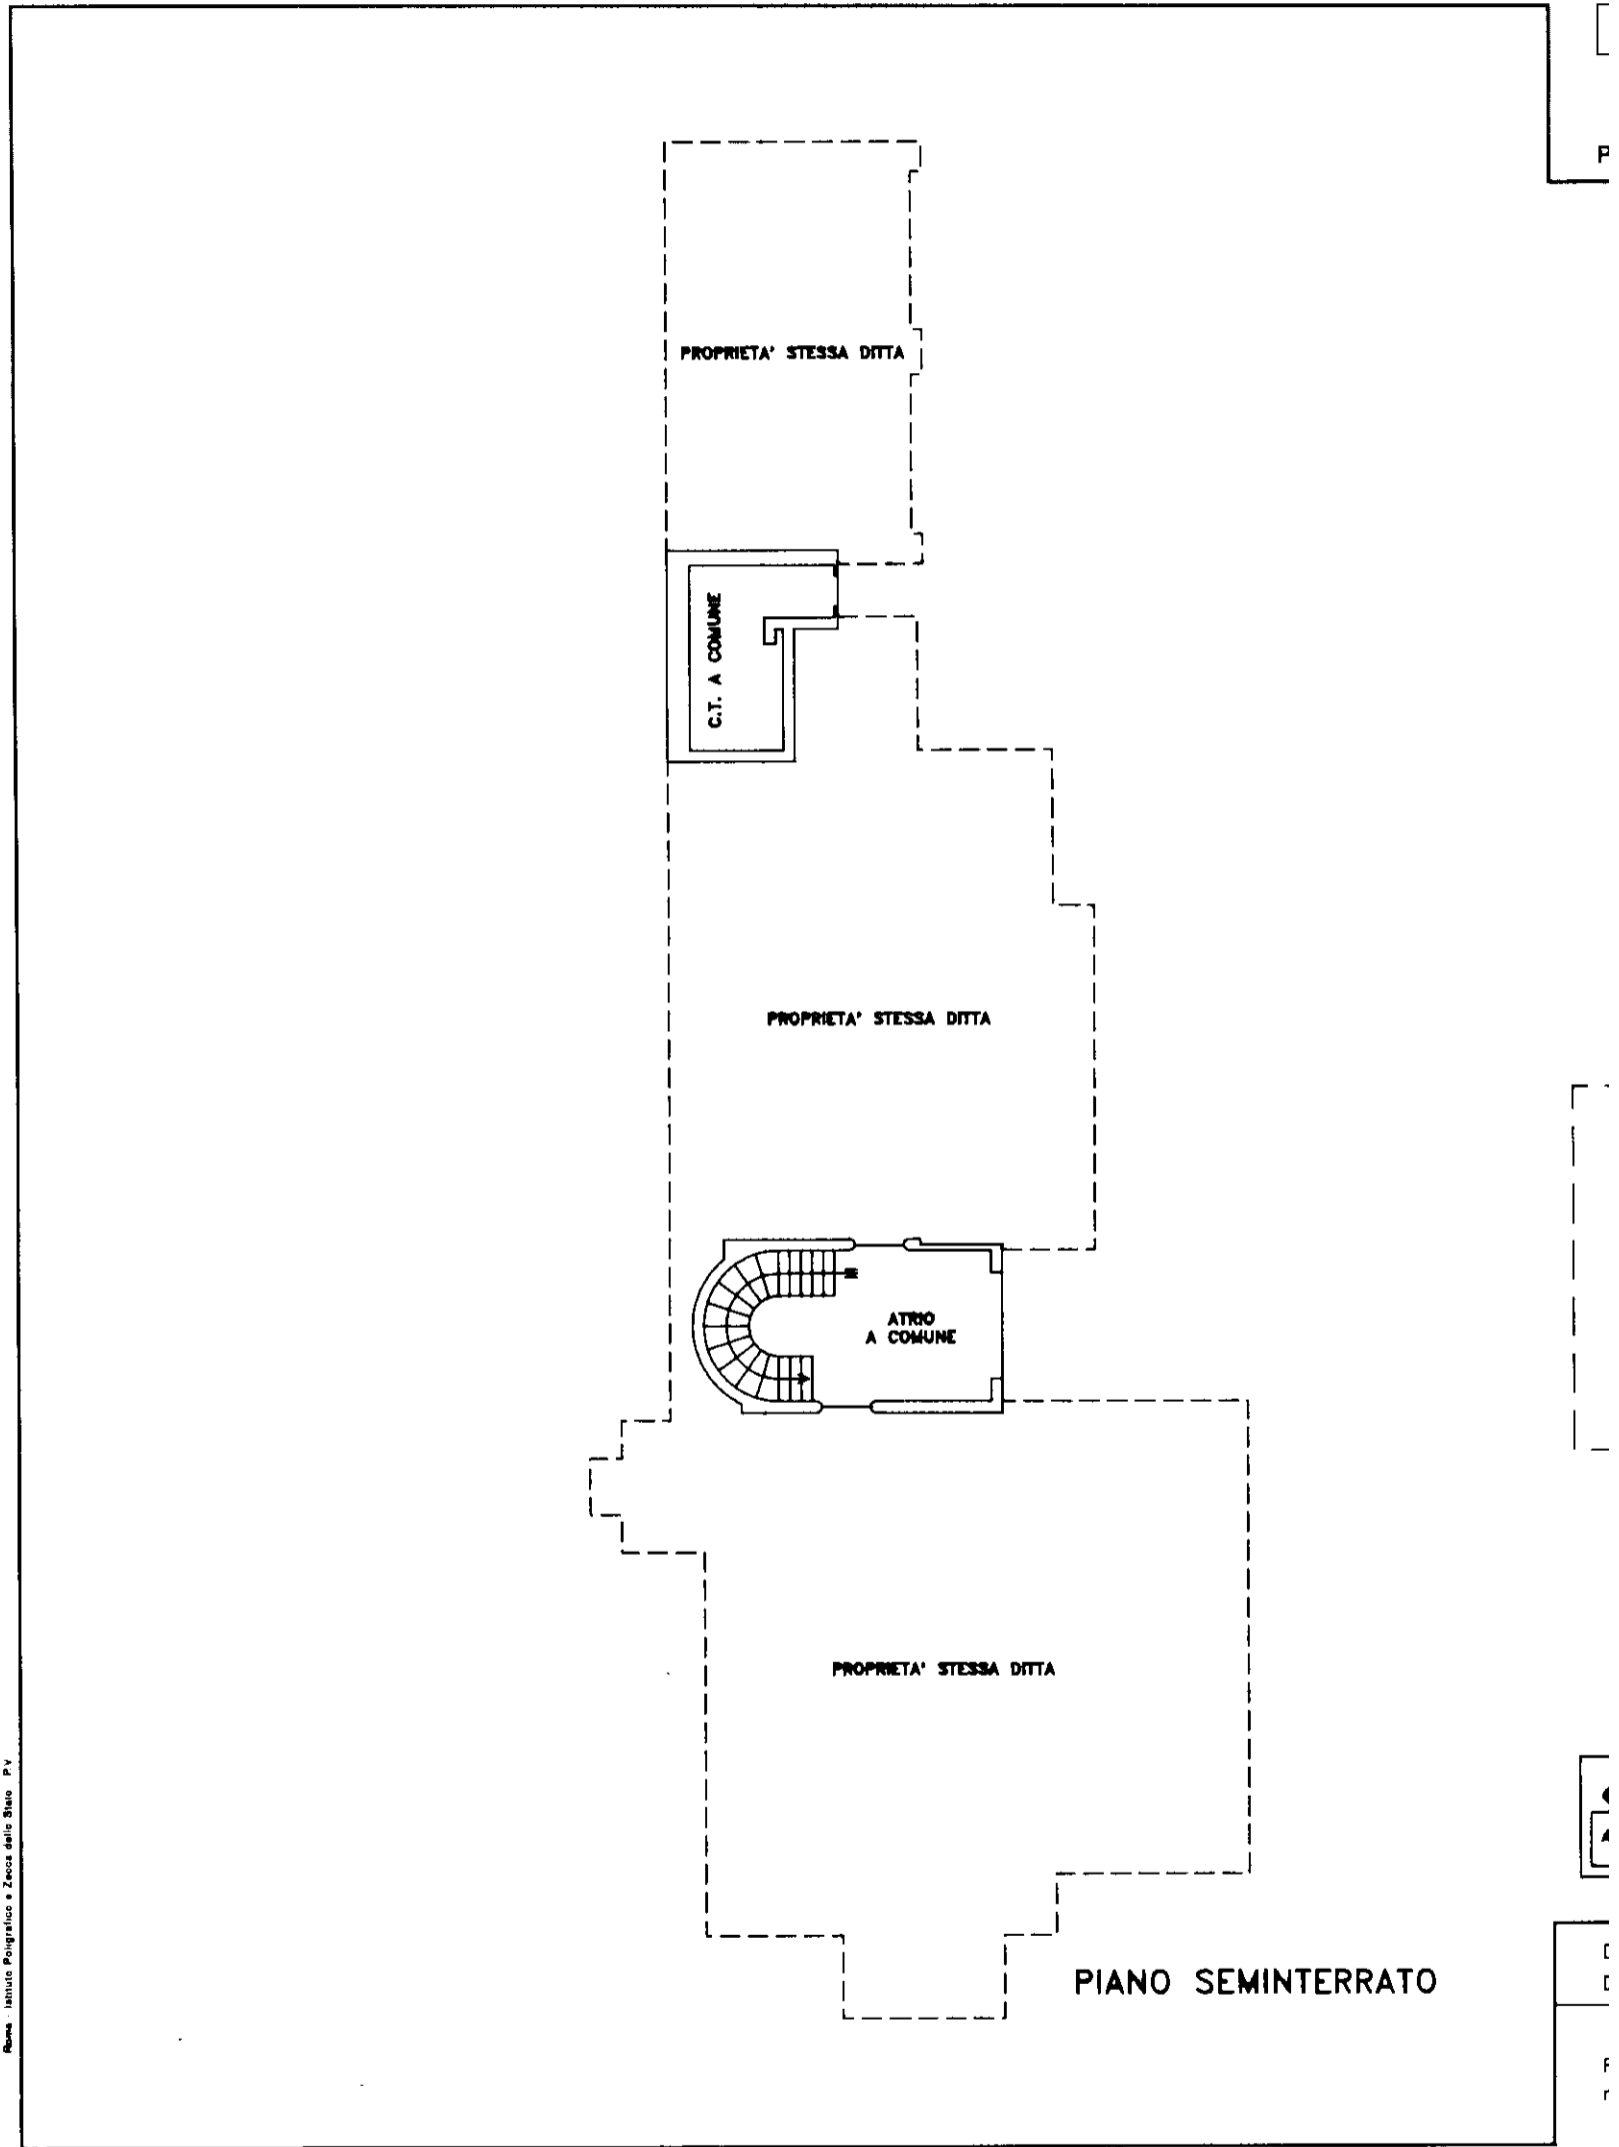 P
PROPRIETA' STESSA DITTA
C.T. A COMUNE
PROPRIETA' STESSA DITTA
ATRIO
A COMUNE
PROPRIETA' STESSA DITTA
PIANO SEMINTERRATO
Roma - Istituto Poligrafico e Zecca dello Stato P.V.